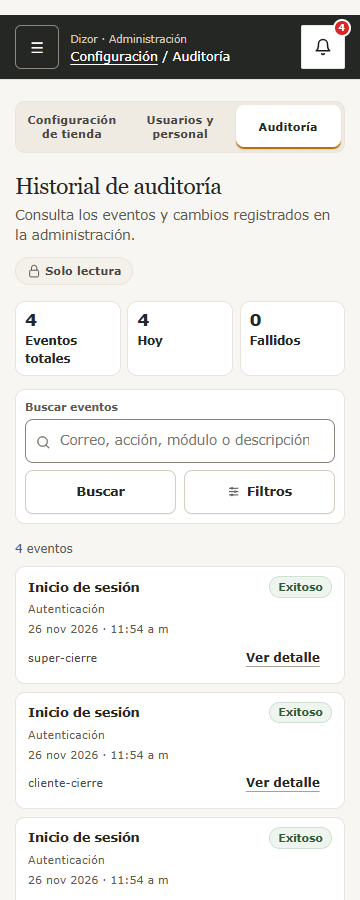 Dizor · Administración
Configuración / Auditoría
4
Configuración
de tienda
Usuarios y
personal
Auditoría
Historial de auditoría
Consulta los eventos y cambios registrados en
la administración.
Solo lectura
4
Eventos
totales
4
Hoy
0
Fallidos
Buscar eventos
Correo, acción, módulo o descripción
Buscar
Filtros
4 eventos
Inicio de sesión
Exitoso
Autenticación
26 nov 2026 · 11:54 a m
super-cierre
Ver detalle
Inicio de sesión
Exitoso
Autenticación
26 nov 2026 · 11:54 a m
cliente-cierre
Ver detalle
Inicio de sesión
Exitoso
Autenticación
26 nov 2026 · 11:54 a m